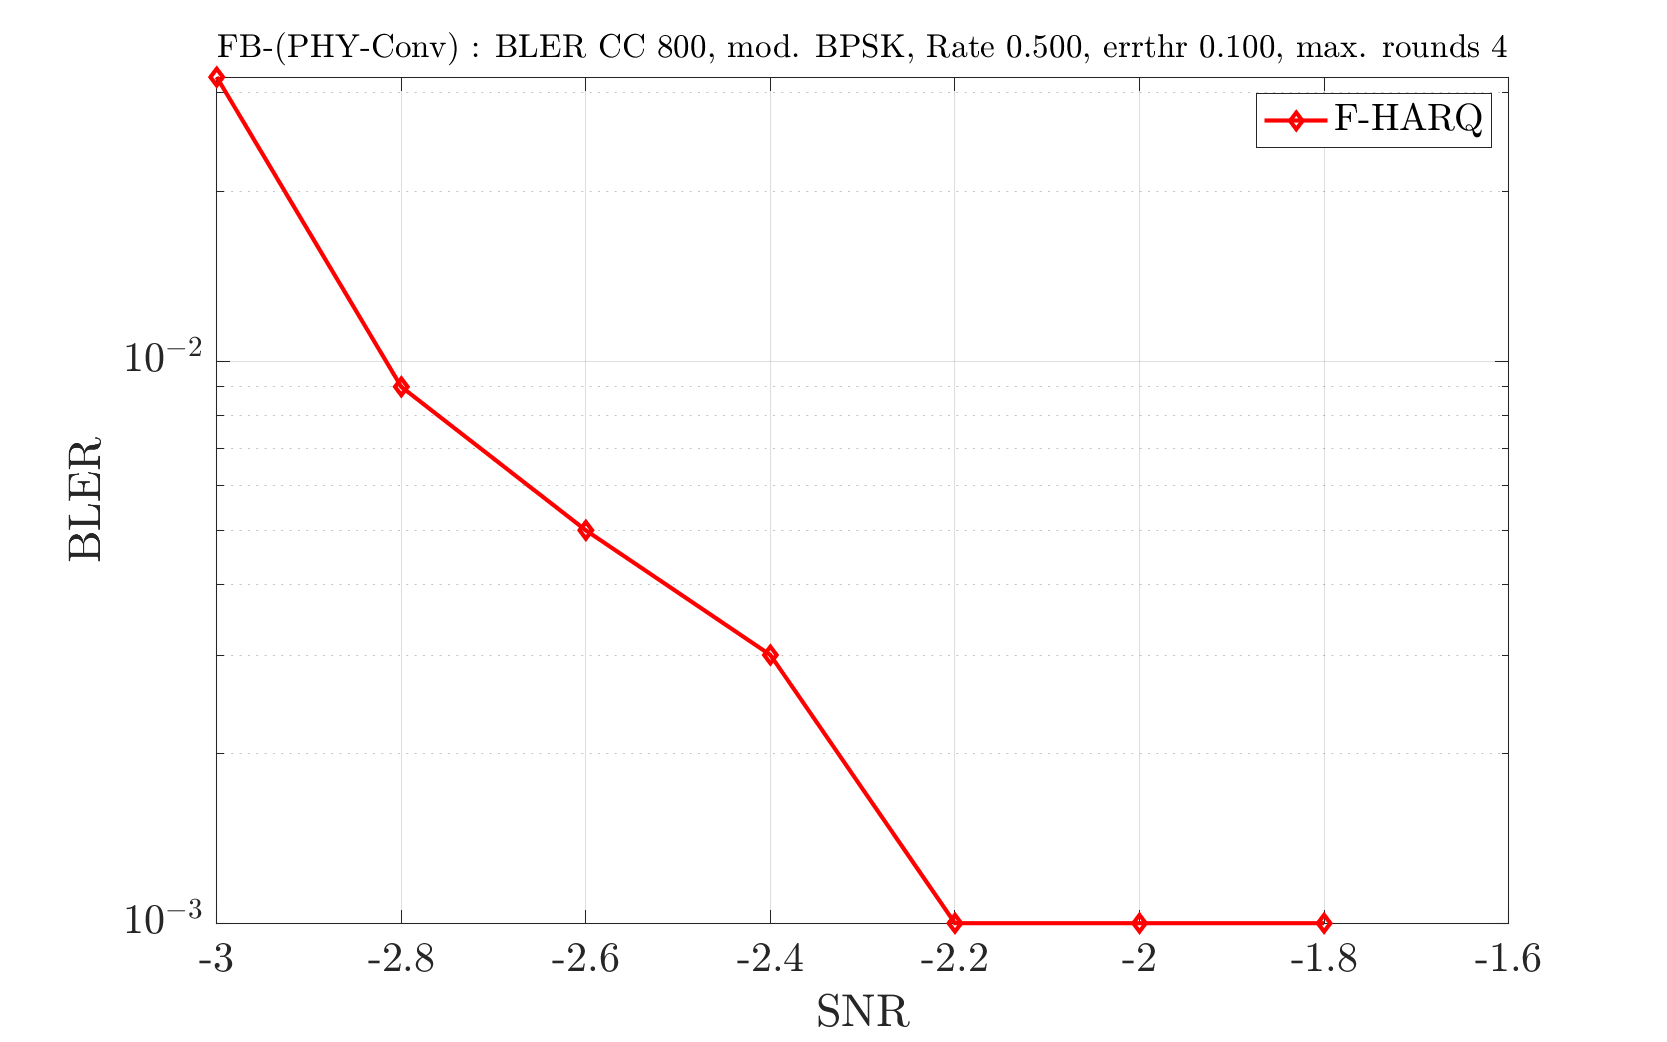 FB-(PHY-Conv) : BLER CC 800, mod. BPSK, Rate 0.500, errthr 0.100, max. rounds 4
F-HARQ
10⁻²
BLER
10⁻³
-3 -2.8 -2.6 -2.4 -2.2 -2 -1.8 -1.6
SNR